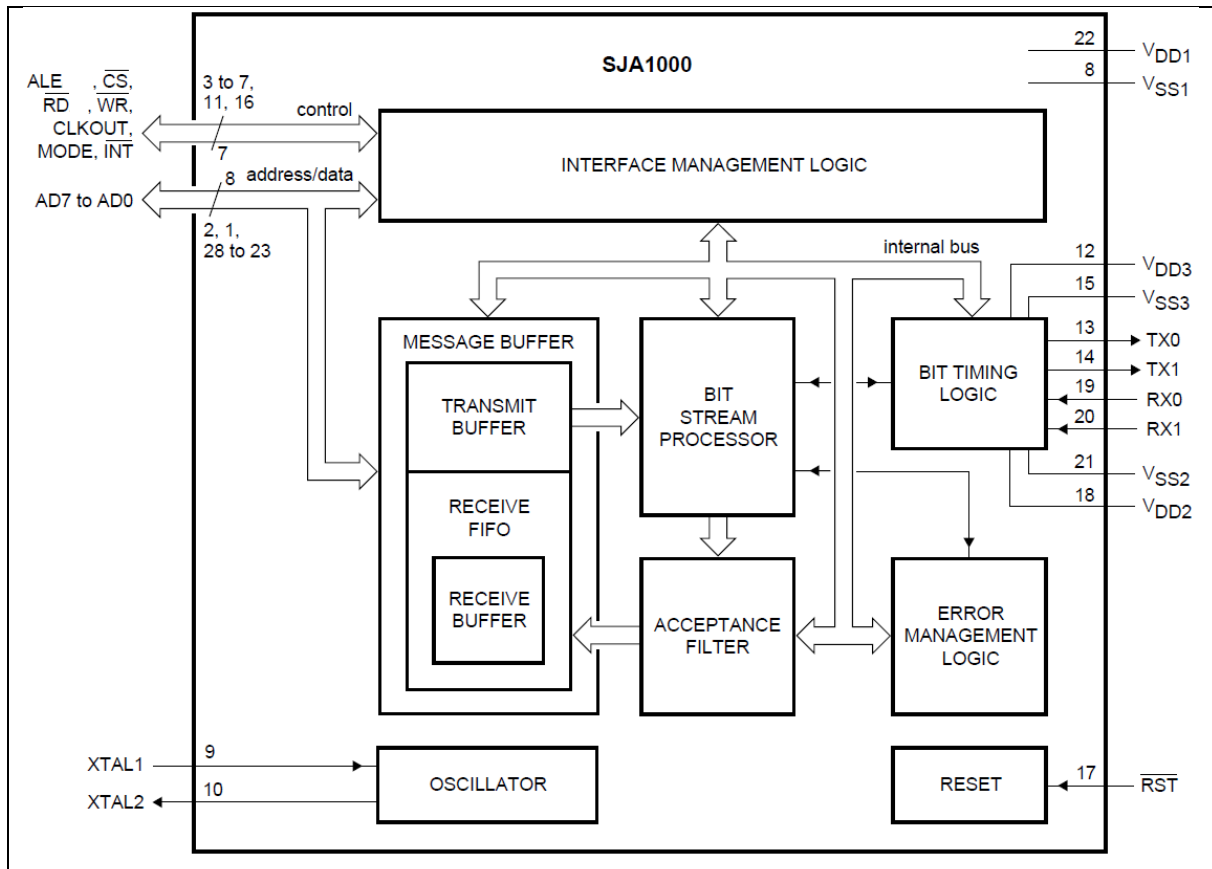 SJA1000
ALE , CS,
RD , WR,
CLKOUT,
MODE, INT
3 to 7,
11, 16
control
7
AD7 to AD0
8
address/data
2, 1,
28 to 23
INTERFACE MANAGEMENT LOGIC
22
VDD1
8
VSS1
internal bus
12
VDD3
15
VSS3
13
TX0
14
TX1
19
RX0
20
RX1
21
VSS2
18
VDD2
MESSAGE BUFFER
TRANSMIT
BUFFER
RECEIVE
FIFO
RECEIVE
BUFFER
BIT
STREAM
PROCESSOR
BIT TIMING
LOGIC
ACCEPTANCE
FILTER
ERROR
MANAGEMENT
LOGIC
XTAL1
9
XTAL2
10
OSCILLATOR
RESET
17
RST